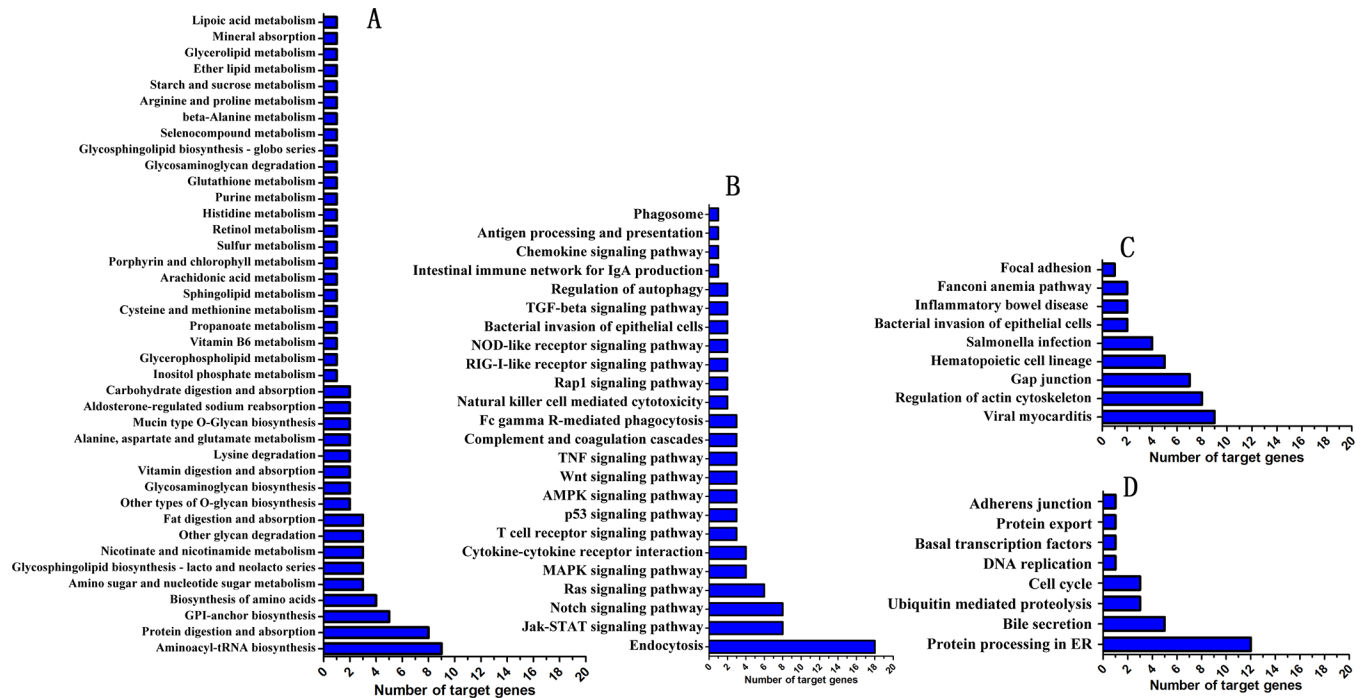 A
Lipoic acid metabolism
Mineral absorption
Glycerolipid metabolism
Ether lipid metabolism
Starch and sucrose metabolism
Arginine and proline metabolism
beta-Alanine metabolism
Selenocompound metabolism
Glycosphingolipid biosynthesis - globo series
Glycosaminoglycan degradation
Glutathione metabolism
Purine metabolism
Histidine metabolism
Retinol metabolism
Sulfur metabolism
Porphyrin and chlorophyll metabolism
Arachidonic acid metabolism
Sphingolipid metabolism
Cysteine and methionine metabolism
Propanoate metabolism
Vitamin B6 metabolism
Glycerophospholipid metabolism
Inositol phosphate metabolism
Carbohydrate digestion and absorption
Aldosterone-regulated sodium reabsorption
Mucin type O-Glycan biosynthesis
Alanine, aspartate and glutamate metabolism
Lysine degradation
Vitamin digestion and absorption
Glycosaminoglycan biosynthesis
Other types of O-glycan biosynthesis
Fat digestion and absorption
Other glycan degradation
Nicotinate and nicotinamide metabolism
Glycosphingolipid biosynthesis - lacto and neolacto series
Amino sugar and nucleotide sugar metabolism
Biosynthesis of amino acids
GPI-anchor biosynthesis
Protein digestion and absorption
Aminoacyl-tRNA biosynthesis
0 2 4 6 8 10 12 14 16 18 20
Number of target genes
B
Phagosome
Antigen processing and presentation
Chemokine signaling pathway
Intestinal immune network for IgA production
Regulation of autophagy
TGF-beta signaling pathway
Bacterial invasion of epithelial cells
NOD-like receptor signaling pathway
RIG-I-like receptor signaling pathway
Rap1 signaling pathway
Natural killer cell mediated cytotoxicity
Fc gamma R-mediated phagocytosis
Complement and coagulation cascades
TNF signaling pathway
Wnt signaling pathway
AMPK signaling pathway
p53 signaling pathway
T cell receptor signaling pathway
Cytokine-cytokine receptor interaction
MAPK signaling pathway
Ras signaling pathway
Notch signaling pathway
Jak-STAT signaling pathway
Endocytosis
0 2 4 6 8 10 12 14 16 18 20
Number of target genes
C
Focal adhesion
Fanconi anemia pathway
Inflammatory bowel disease
Bacterial invasion of epithelial cells
Salmonella infection
Hematopoietic cell lineage
Gap junction
Regulation of actin cytoskeleton
Viral myocarditis
0 2 4 6 8 10 12 14 16 18 20
Number of target genes
D
Adherens junction
Protein export
Basal transcription factors
DNA replication
Cell cycle
Ubiquitin mediated proteolysis
Bile secretion
Protein processing in ER
0 2 4 6 8 10 12 14 16 18 20
Number of target genes